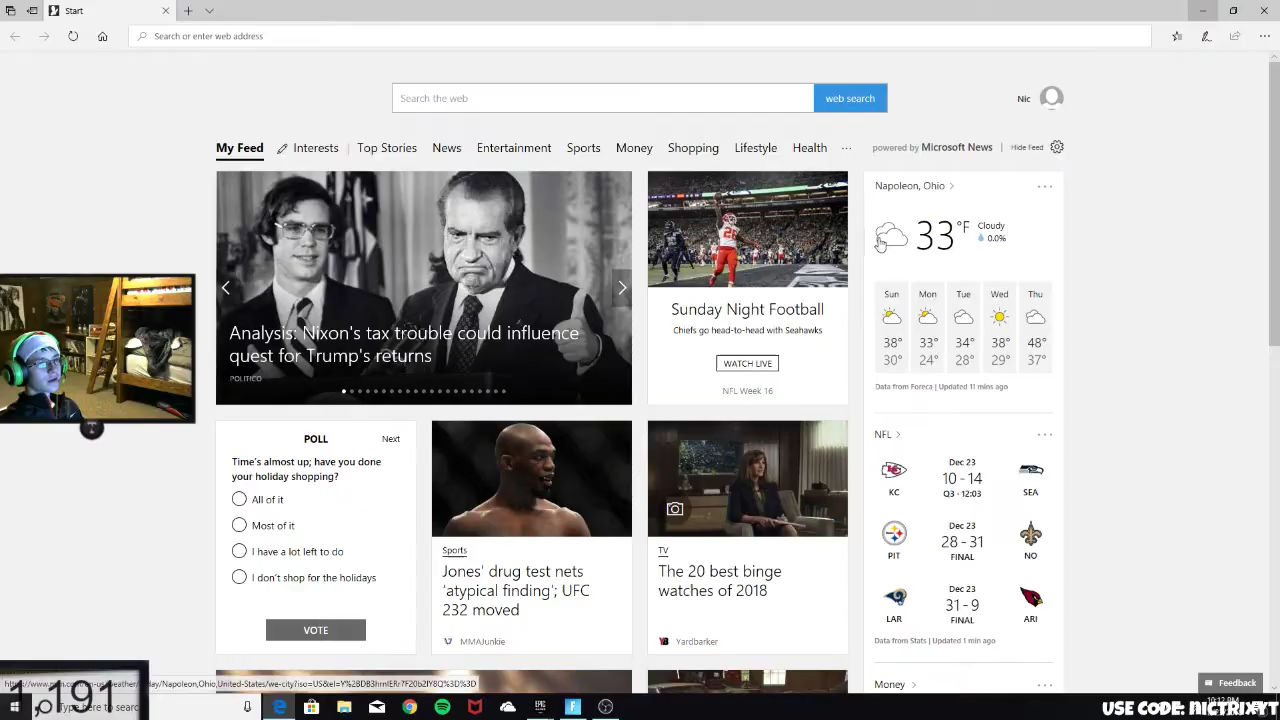 Start
Search or enter web address
Search the web
web search
Nic
My Feed
Interests
Top Stories
News
Entertainment
Sports
Money
Shopping
Lifestyle
Health
powered by Microsoft News
Hide Feed
Analysis: Nixon's tax trouble could influence
quest for Trump's returns
POLITICO
Sunday Night Football
Chiefs go head-to-head with Seahawks
WATCH LIVE
NFL Week 16
Napoleon, Ohio
33 °F
Cloudy
0.0%
Sun Mon Tue Wed Thu
38° 33° 34° 38° 48°
30° 24° 28° 29° 37°
Data from Foreca | Updated 11 mins ago
NFL
Dec 23
10 - 14
KC Q3 - 12:03 SEA
Dec 23
28 - 31
PIT FINAL NO
Dec 23
31 - 9
LAR FINAL ARI
Data from Stats | Updated 1 min ago
Money
POLL
Next
Time's almost up; have you done
your holiday shopping?
All of it
Most of it
I have a lot left to do
I don't shop for the holidays
VOTE
Sports
Jones' drug test nets
‘atypical finding’; UFC
232 moved
MMAJunkie
TV
The 20 best binge
watches of 2018
Yardbarker
Feedback
191
Type here to search
10:12 PM
USE CODE: NICTRIXYT